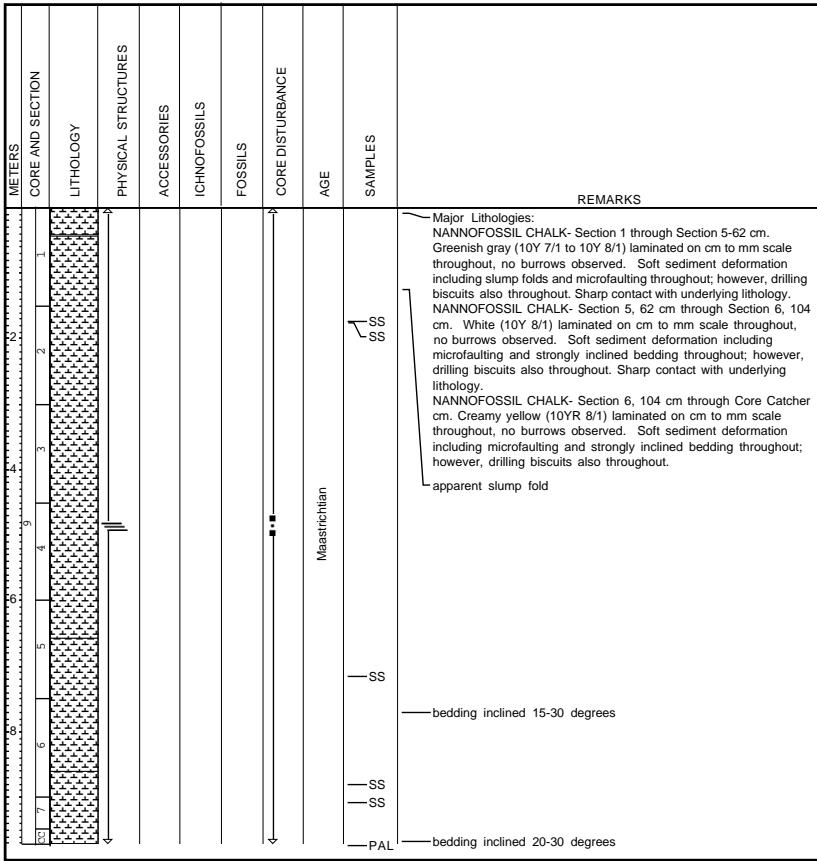 METERS
CORE AND SECTION
LITHOLOGY
PHYSICAL STRUCTURES
ACCESSORIES
ICHNOFOSSILS
FOSSILS
CORE DISTURBANCE
AGE
SAMPLES
REMARKS
Major Lithologies:
NANNOFOSSIL CHALK- Section 1 through Section 5-62 cm.
Greenish gray (10Y 7/1 to 10Y 8/1) laminated on cm to mm scale
throughout, no burrows observed. Soft sediment deformation
including slump folds and microfaulting throughout; however, drilling
biscuits also throughout. Sharp contact with underlying lithology.
NANNOFOSSIL CHALK- Section 5, 62 cm through Section 6, 104
cm. White (10Y 8/1) laminated on cm to mm scale throughout,
no burrows observed. Soft sediment deformation including
microfaulting and strongly inclined bedding throughout; however,
drilling biscuits also throughout. Sharp contact with underlying
lithology.
NANNOFOSSIL CHALK- Section 6, 104 cm through Core Catcher
cm. Creamy yellow (10YR 8/1) laminated on cm to mm scale
throughout, no burrows observed. Soft sediment deformation
including microfaulting and strongly inclined bedding throughout;
however, drilling biscuits also throughout.
apparent slump fold
bedding inclined 15-30 degrees
bedding inclined 20-30 degrees
2
4
6
8
9
1
2
3
4
5
6
7
CC
Maastrichtian
SS
SS
SS
SS
SS
PAL